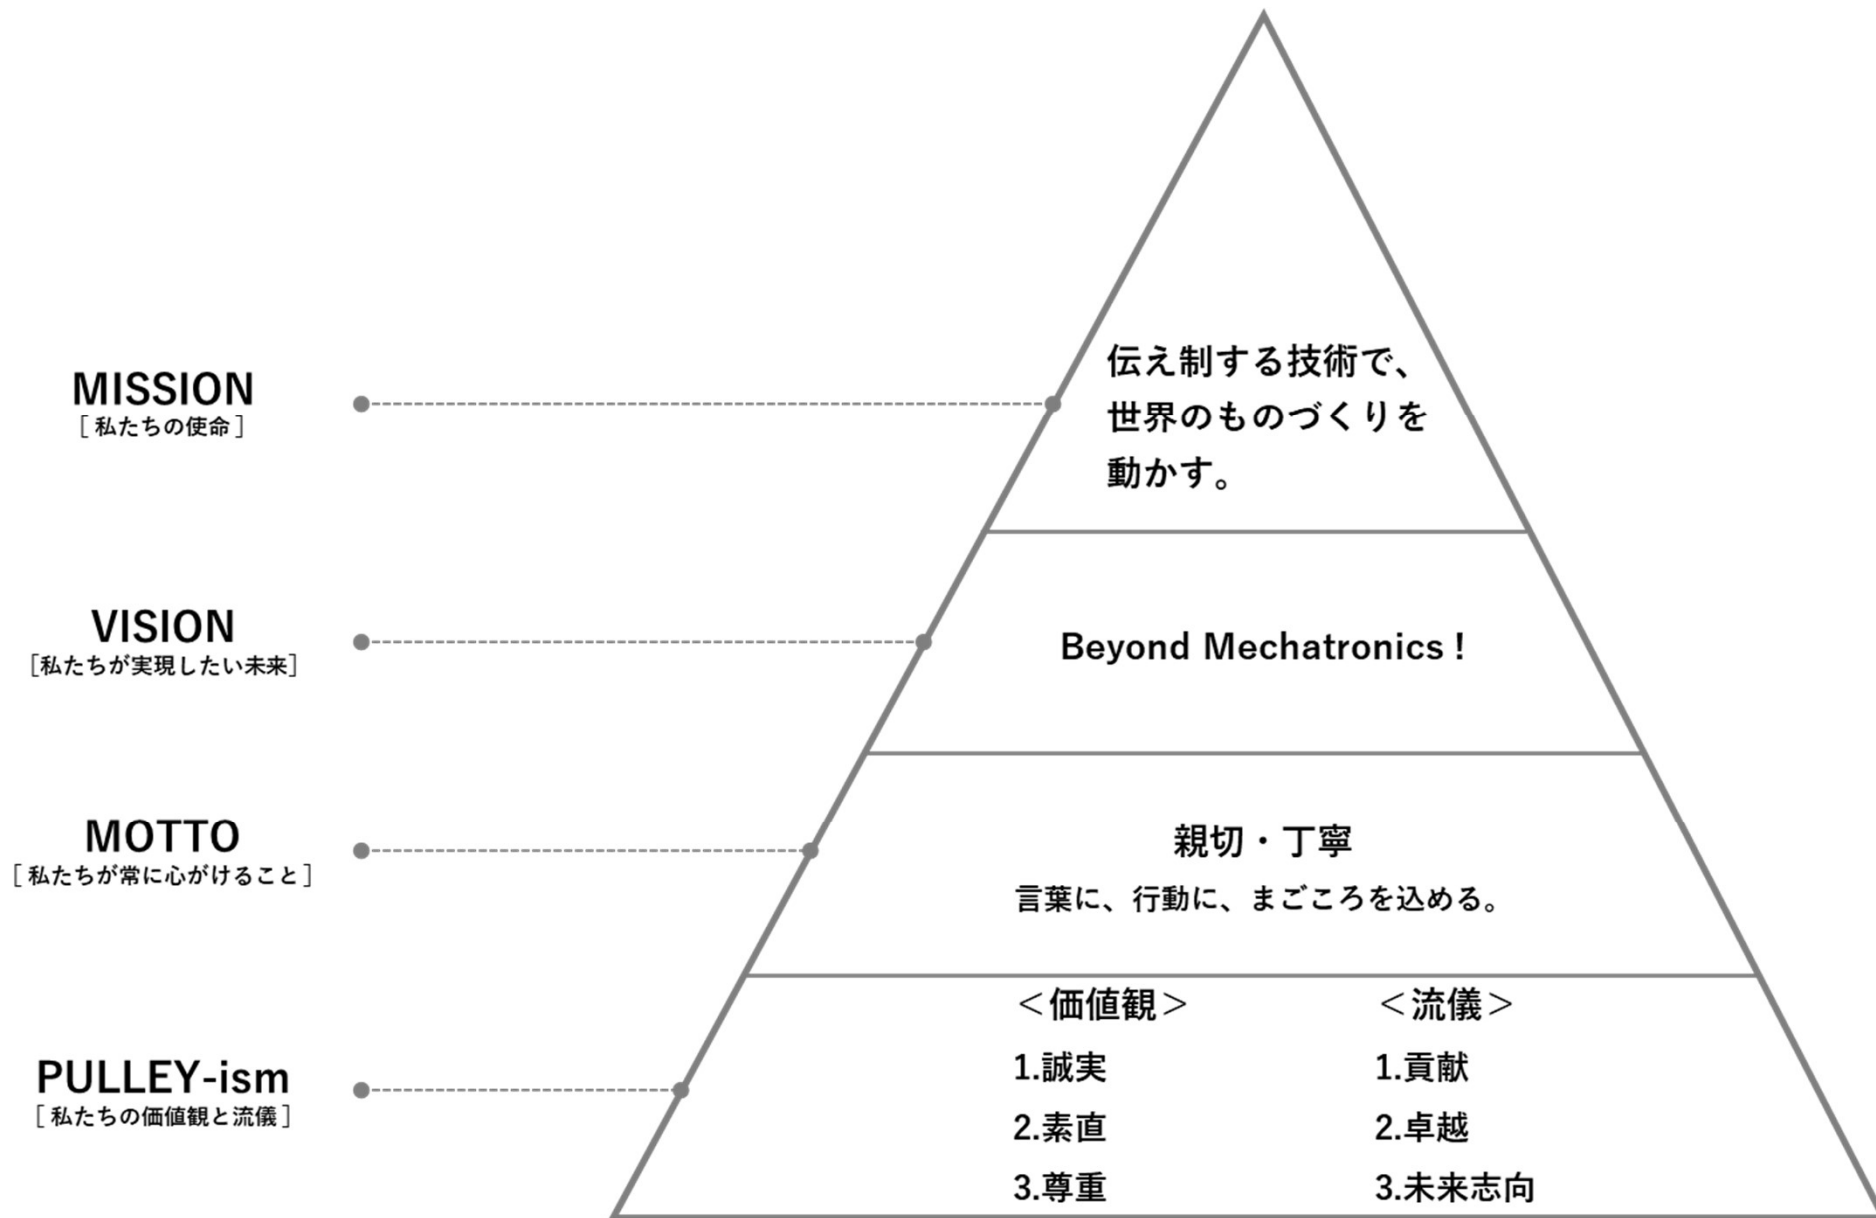 MISSION
[ 私たちの使命 ]
伝え制する技術で、
世界のものづくりを
動かす。
VISION
[私たちが実現したい未来]
Beyond Mechatronics !
MOTTO
[ 私たちが常に心がけること ]
親切・丁寧
言葉に、行動に、まごころを込める。
PULLEY-ism
[ 私たちの価値観と流儀 ]
＜価値観＞
1.誠実
2.素直
3.尊重
＜流儀＞
1.貢献
2.卓越
3.未来志向